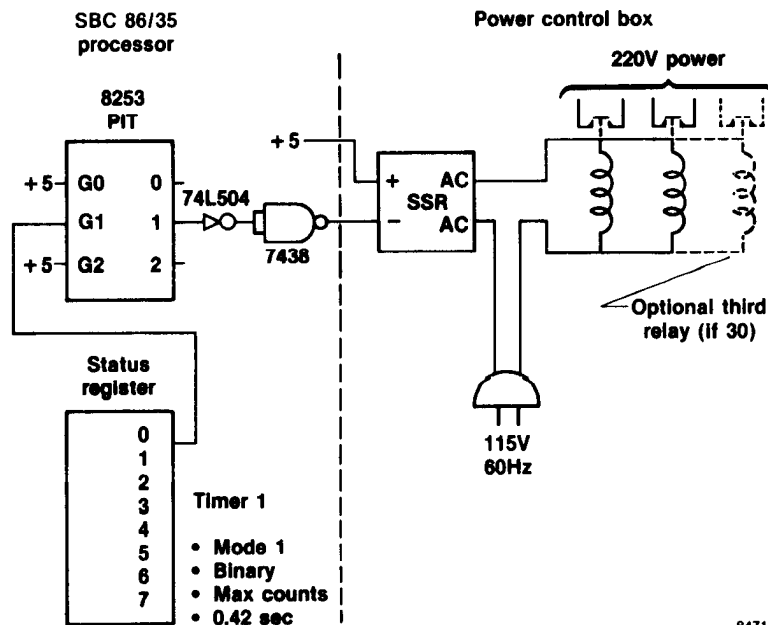 SBC 86/35
processor
Power control box
220V power
8253
PIT
+5
G0
0
+5
SSR
+
AC
-
AC
74L504
G1
1
7438
+5
G2
2
Optional third
relay (if 30)
Status
register
115V
60Hz
0
1
2
3
4
5
6
7
Timer 1
• Mode 1
• Binary
• Max counts
• 0.42 sec